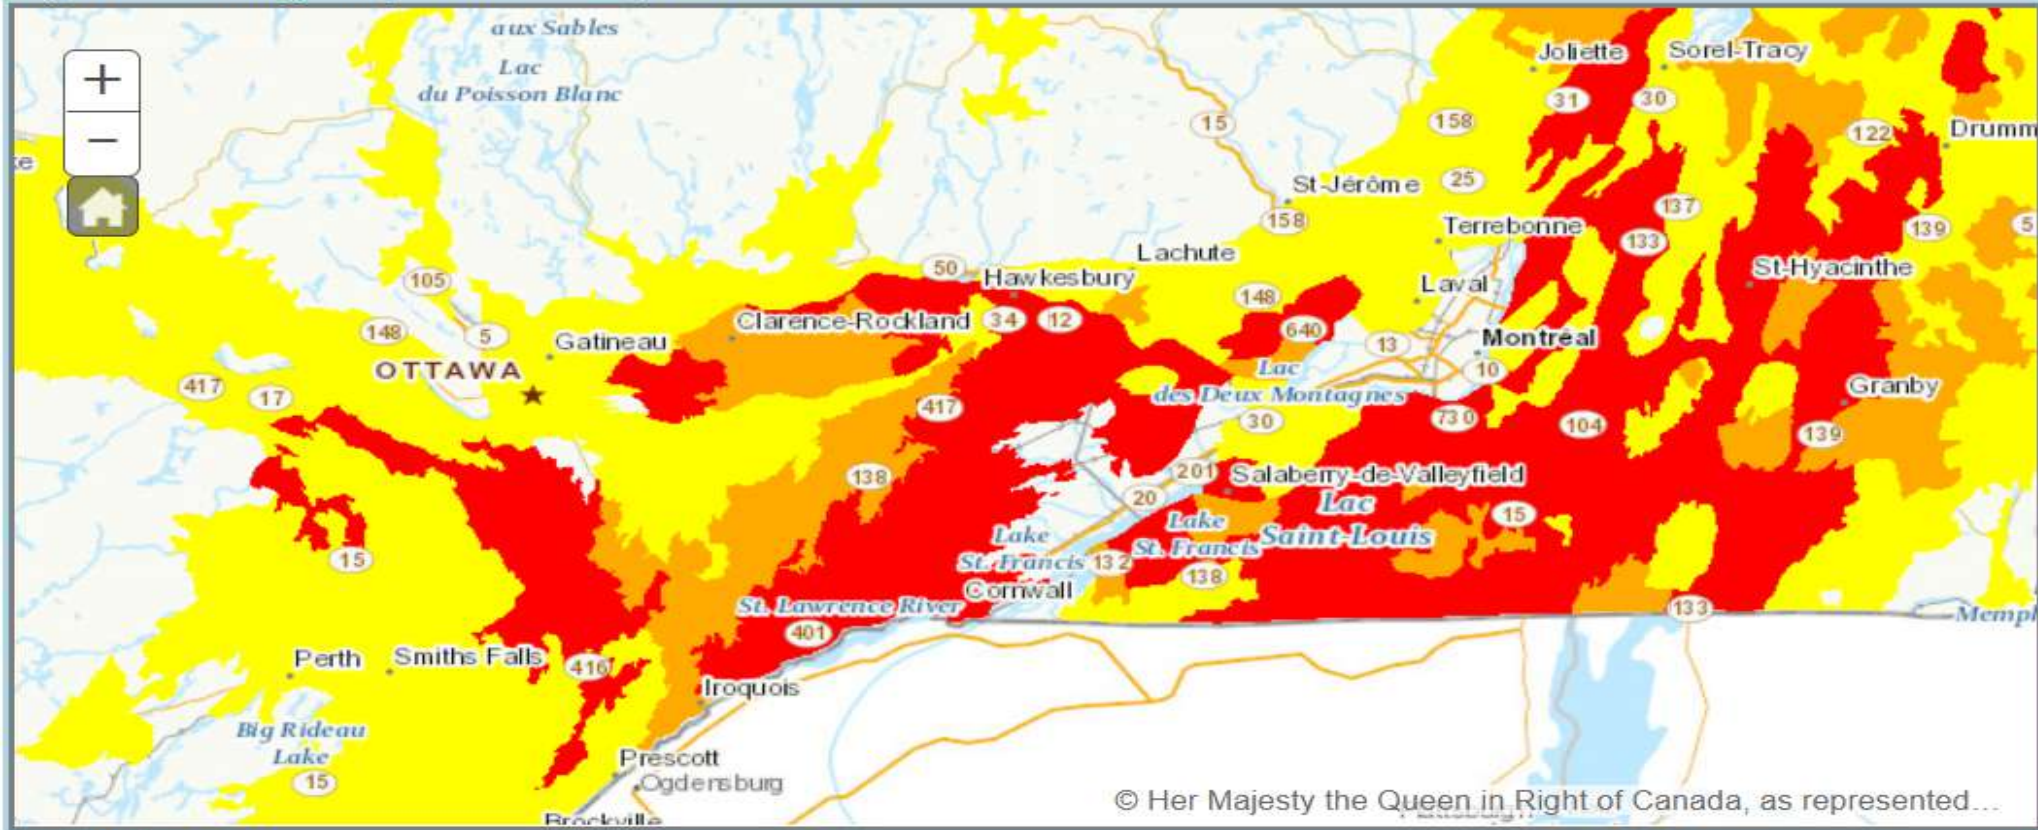 +
−
ke
aux Sables
Lac
du Poisson Blanc
15
158
25
St-Jérôme
158
Joliette
Sorel-Tracy
31
30
122
Drumm
137
133
139
5
Terrebonne
Lachute
50
Hawkesbury
St-Hyacinthe
105
148
5
Gatineau
Clarence-Rockland
34
12
148
640
Laval
13
Montréal
10
OTTAWA
417
17
417
Lac
des Deux Montagnes
30
730
104
Granby
139
138
201
Salaberry-de-Valleyfield
20
Lac
Saint-Louis
15
Lake
St. Francis
Lake
St. Francis
132
138
15
Cornwall
St. Lawrence River
401
133
Memph
Perth
Smiths Falls
416
Iroquois
Big Rideau
Lake
15
Prescott
Ogdensburg
Brockville
© Her Majesty the Queen in Right of Canada, as represented...